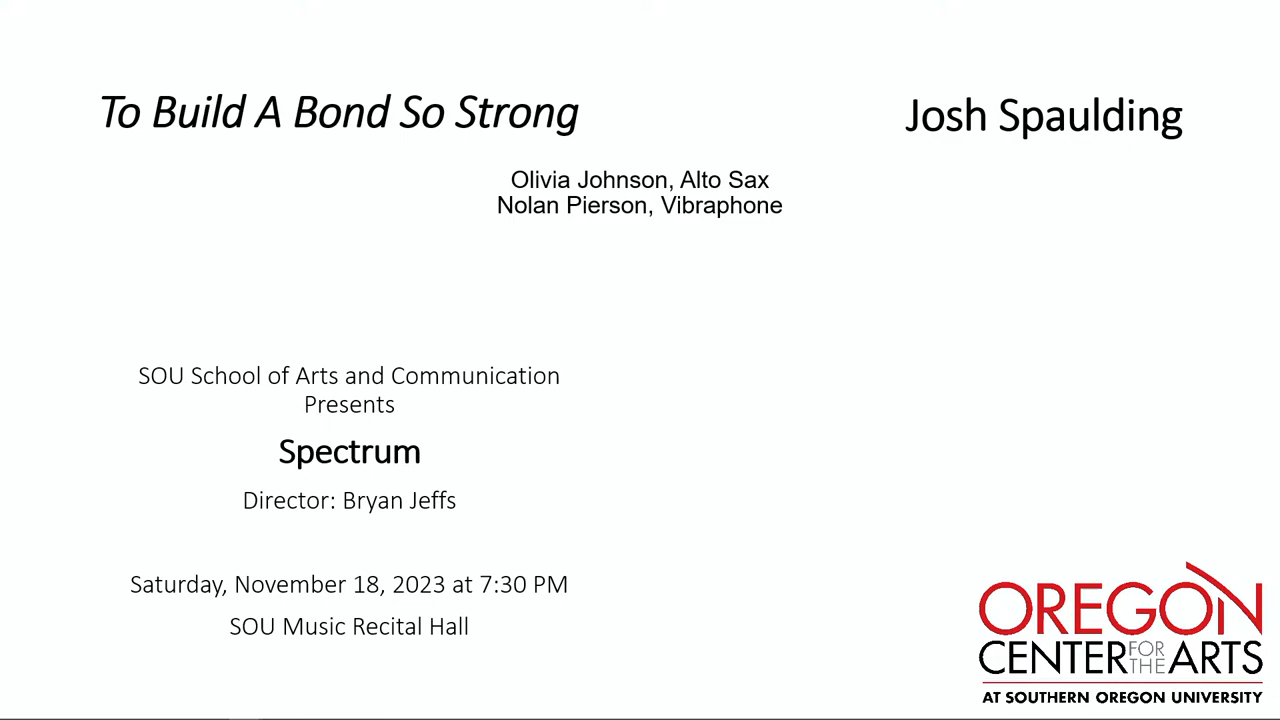 To Build A Bond So Strong
Josh Spaulding
Olivia Johnson, Alto Sax
Nolan Pierson, Vibraphone
SOU School of Arts and Communication
Presents
Spectrum
Director: Bryan Jeffs
Saturday, November 18, 2023 at 7:30 PM
SOU Music Recital Hall
OREGON
CENTER FOR THE ARTS
AT SOUTHERN OREGON UNIVERSITY